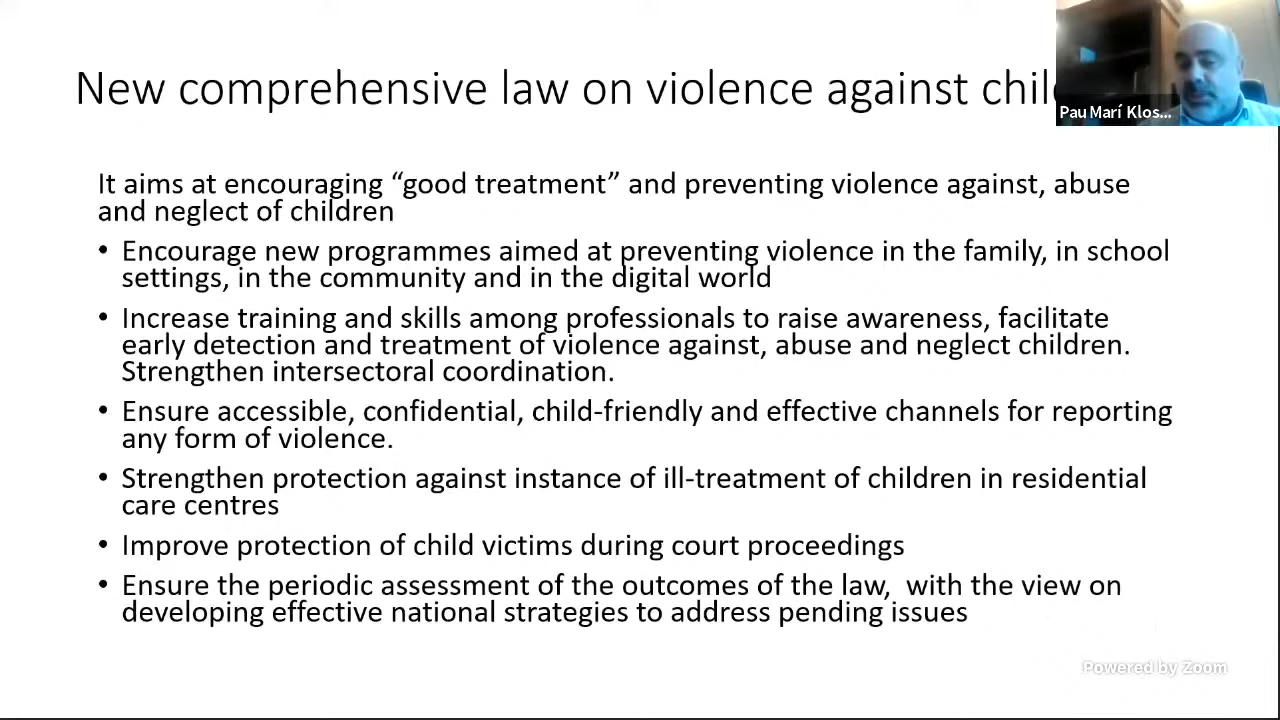 New comprehensive law on violence against chil
Pau Marí Klos...
It aims at encouraging “good treatment” and preventing violence against, abuse
and neglect of children
• Encourage new programmes aimed at preventing violence in the family, in school
settings, in the community and in the digital world
• Increase training and skills among professionals to raise awareness, facilitate
early detection and treatment of violence against, abuse and neglect children.
Strengthen intersectoral coordination.
• Ensure accessible, confidential, child-friendly and effective channels for reporting
any form of violence.
• Strengthen protection against instance of ill-treatment of children in residential
care centres
• Improve protection of child victims during court proceedings
• Ensure the periodic assessment of the outcomes of the law,  with the view on
developing effective national strategies to address pending issues
Powered by Zoom